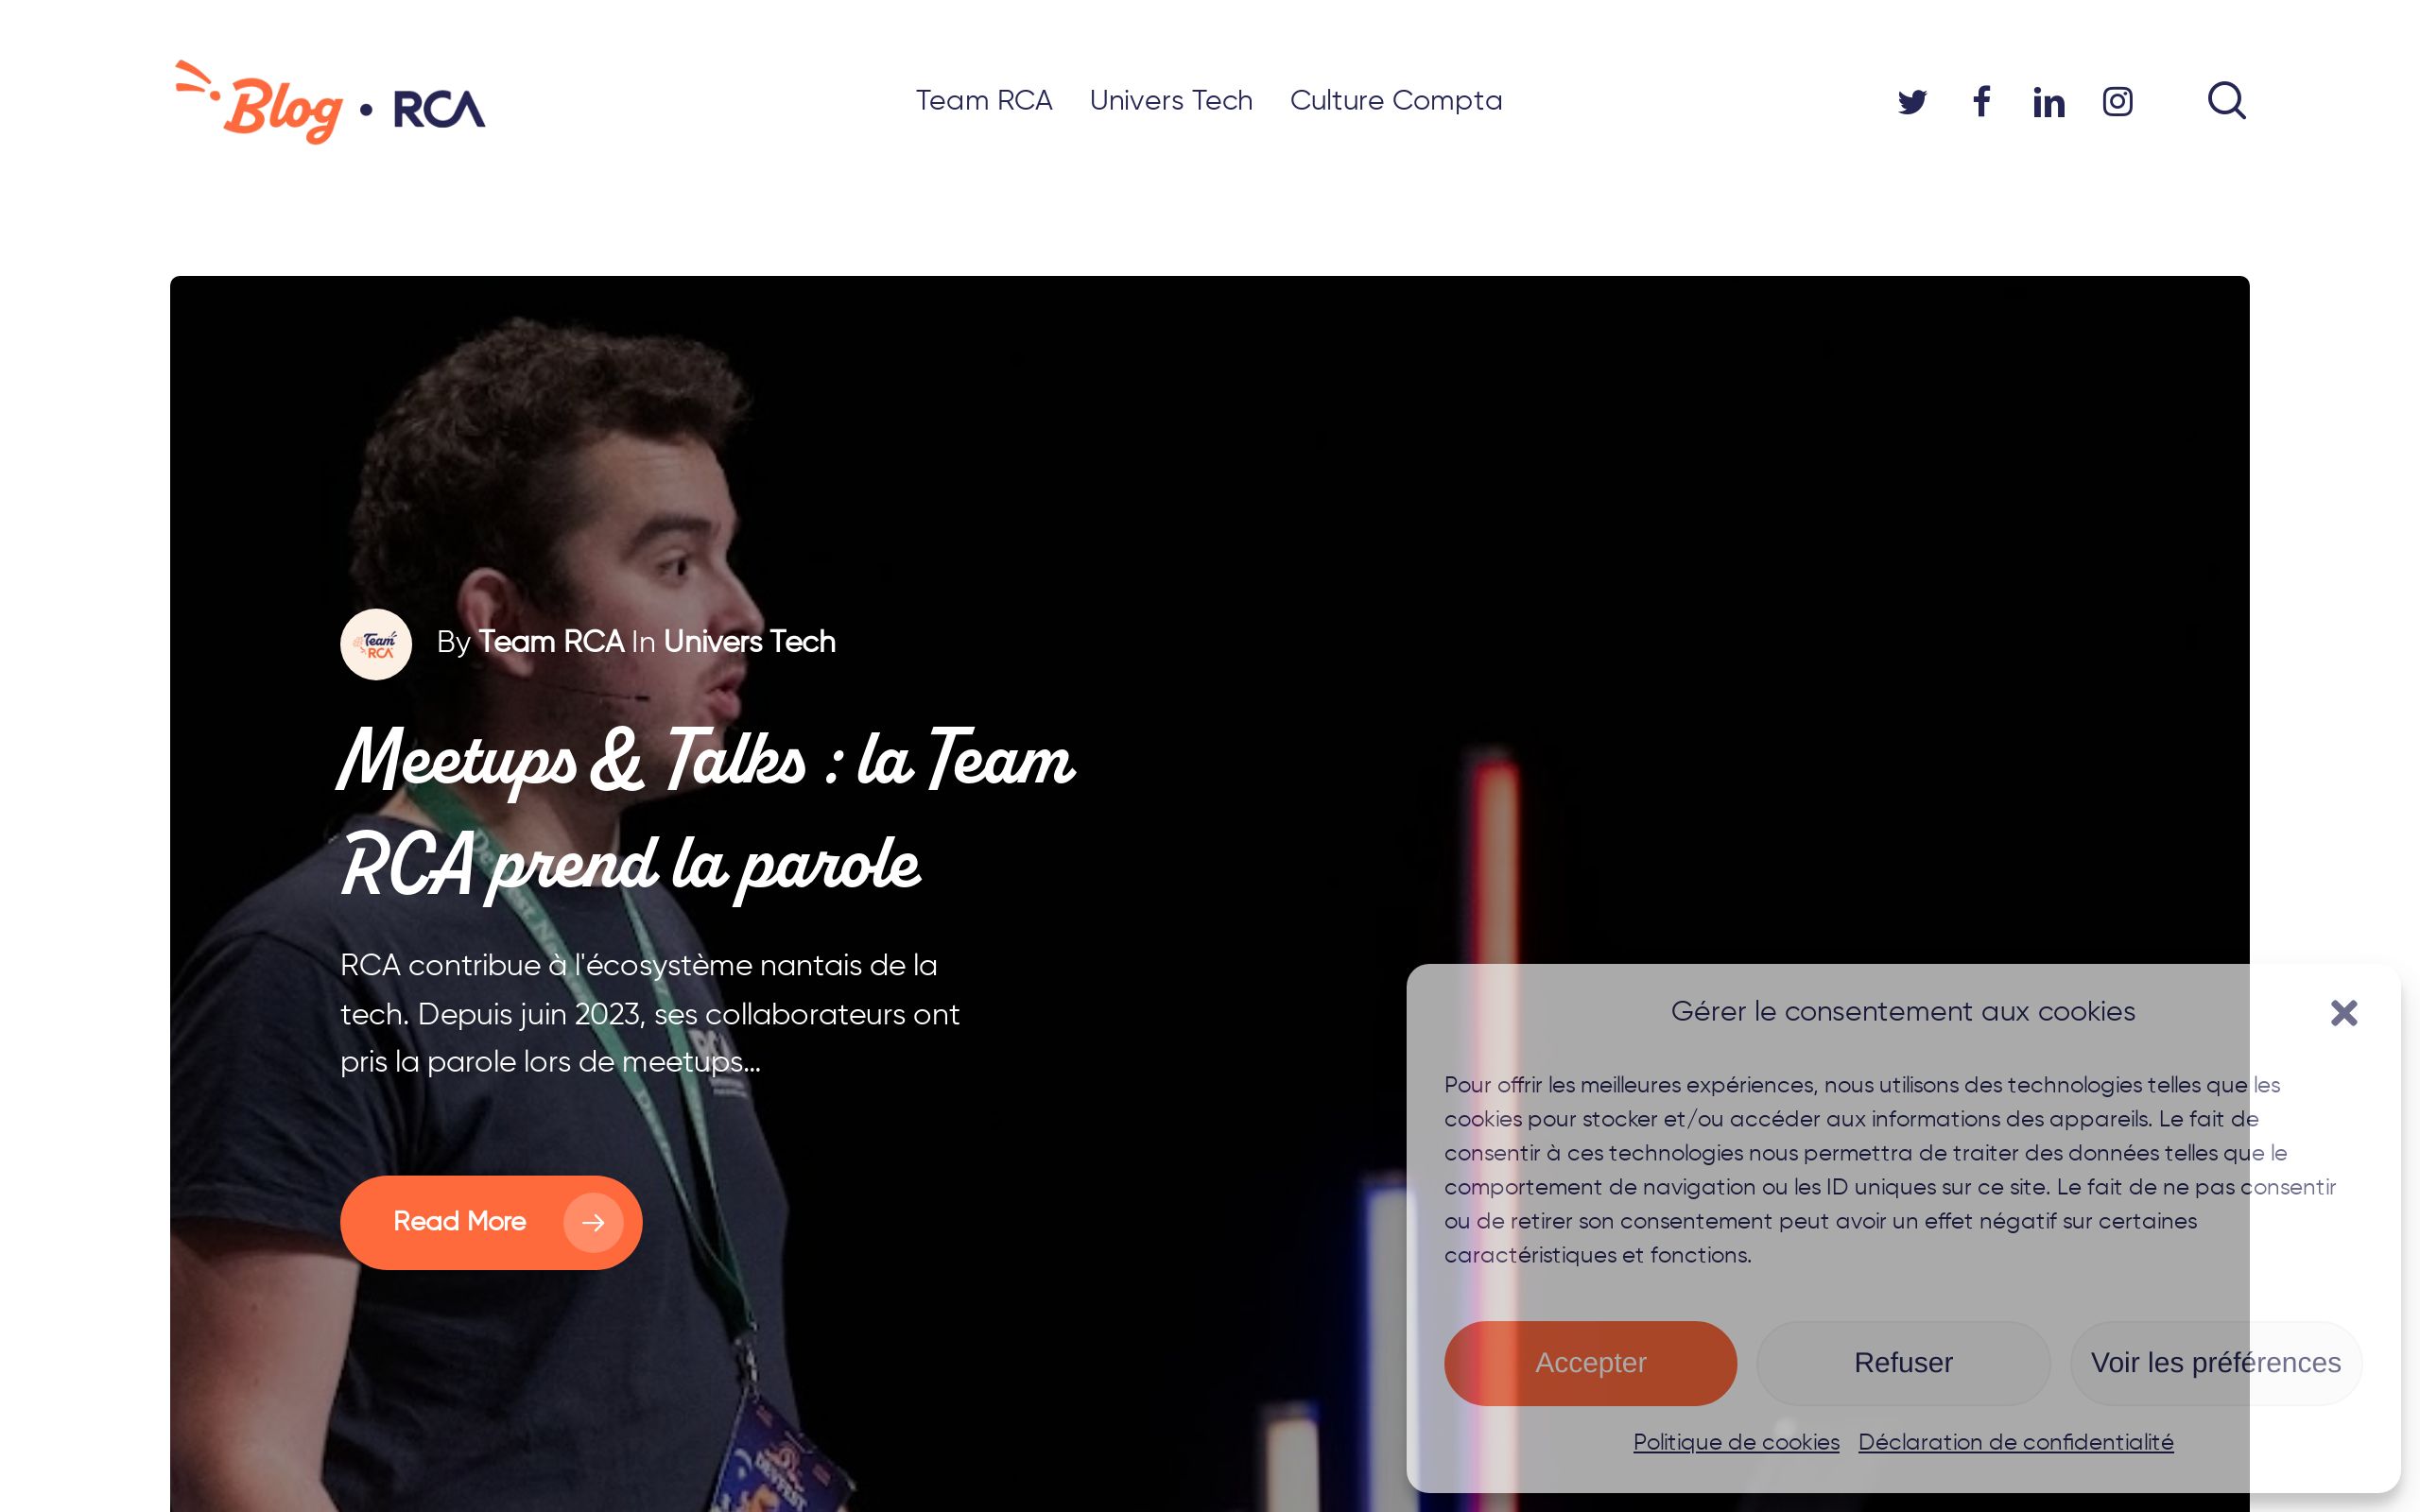 Blog • RCA
Team RCA Univers Tech Culture Compta
Team RCA
By Team RCA In Univers Tech
Meetups & Talks : la Team
RCA prend la parole
RCA contribue à l'écosystème nantais de la
tech. Depuis juin 2023, ses collaborateurs ont
pris la parole lors de meetups...
Read More
Gérer le consentement aux cookies
Pour offrir les meilleures expériences, nous utilisons des technologies telles que les
cookies pour stocker et/ou accéder aux informations des appareils. Le fait de
consentir à ces technologies nous permettra de traiter des données telles que le
comportement de navigation ou les ID uniques sur ce site. Le fait de ne pas consentir
ou de retirer son consentement peut avoir un effet négatif sur certaines
caractéristiques et fonctions.
Accepter Refuser Voir les préférences
Politique de cookies Déclaration de confidentialité
DEVFEST